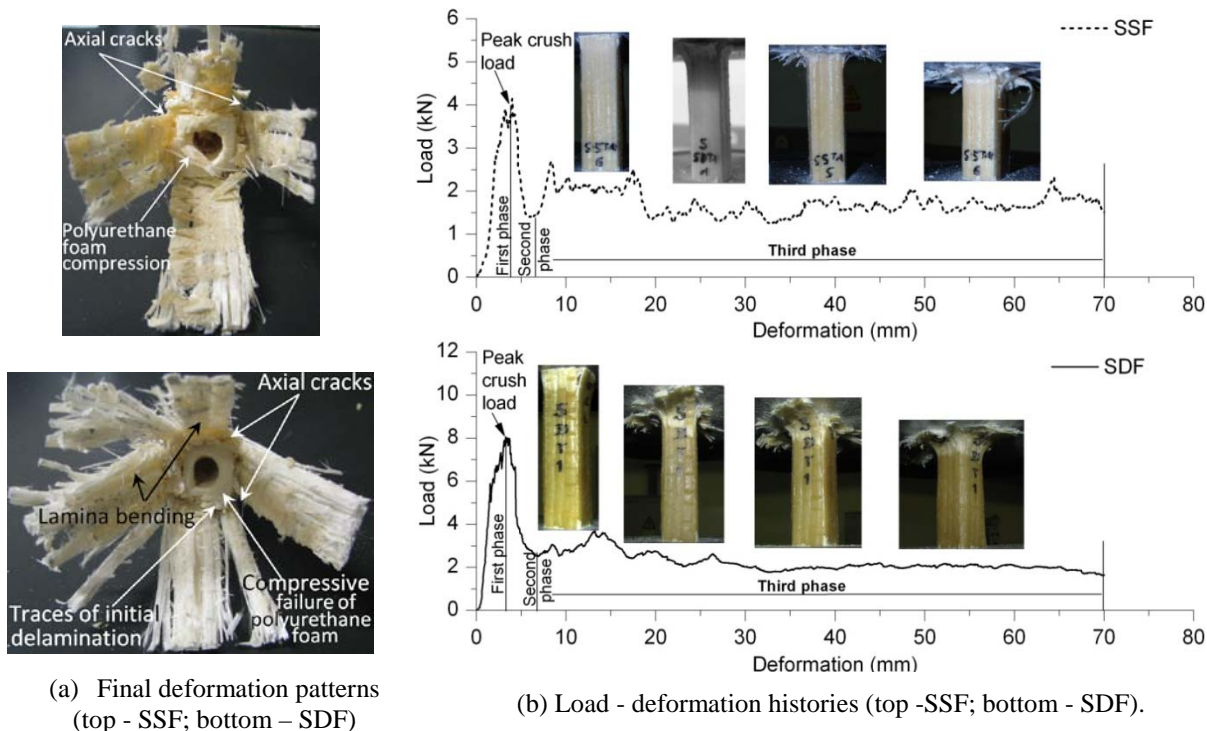 Axial cracks
Polyurethane
foam
compression
Axial cracks
Lamina bending
Traces of initial
delamination
Compressive
failure of
polyurethane
foam
(a) Final deformation patterns
(top - SSF; bottom – SDF)
6
5
4
3
2
1
0
Load (kN)
Peak crush
load
SSF
First phase
Second
phase
Third phase
0 10 20 30 40 50 60 70 80
Deformation (mm)
12
10
8
6
4
2
0
Load (kN)
Peak
crush
load
SDF
First phase
Second
phase
Third phase
0 10 20 30 40 50 60 70 80
Deformation (mm)
(b) Load - deformation histories (top -SSF; bottom - SDF).